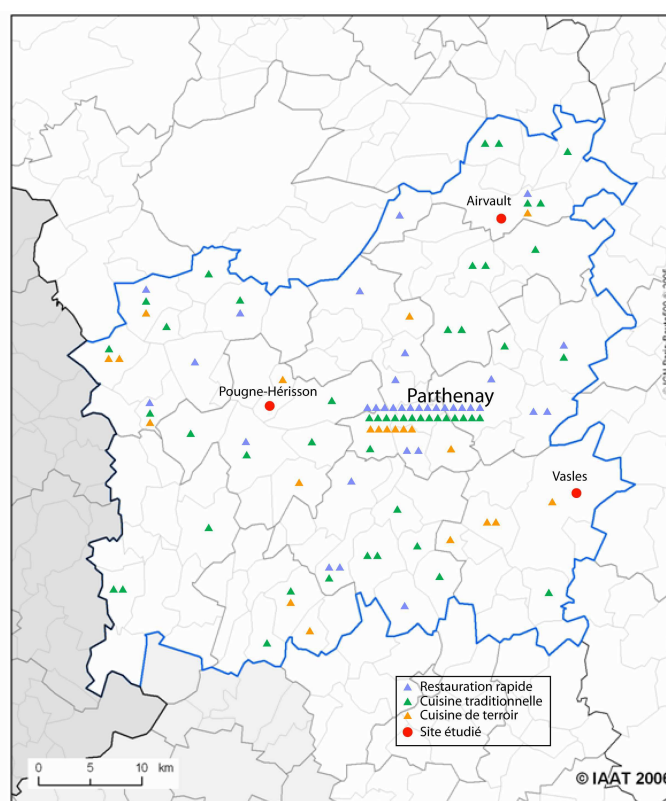 Airvault
Pougne-Hérisson
Parthenay
Vasles
Restauration rapide
Cuisine traditionnelle
Cuisine de terroir
Site étudié
0 5 10 km
© IAAT 2006